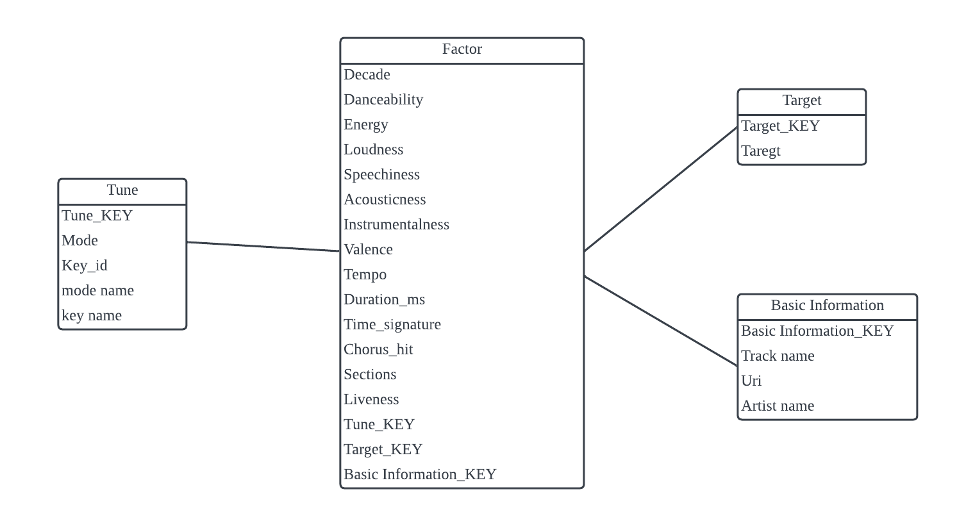 Factor
Decade
Danceability
Energy
Loudness
Speechiness
Acousticness
Instrumentalness
Valence
Tempo
Duration_ms
Time_signature
Chorus_hit
Sections
Liveness
Tune_KEY
Target_KEY
Basic Information_KEY
Tune
Tune_KEY
Mode
Key_id
mode name
key name
Target
Target_KEY
Taregt
Basic Information
Basic Information_KEY
Track name
Uri
Artist name